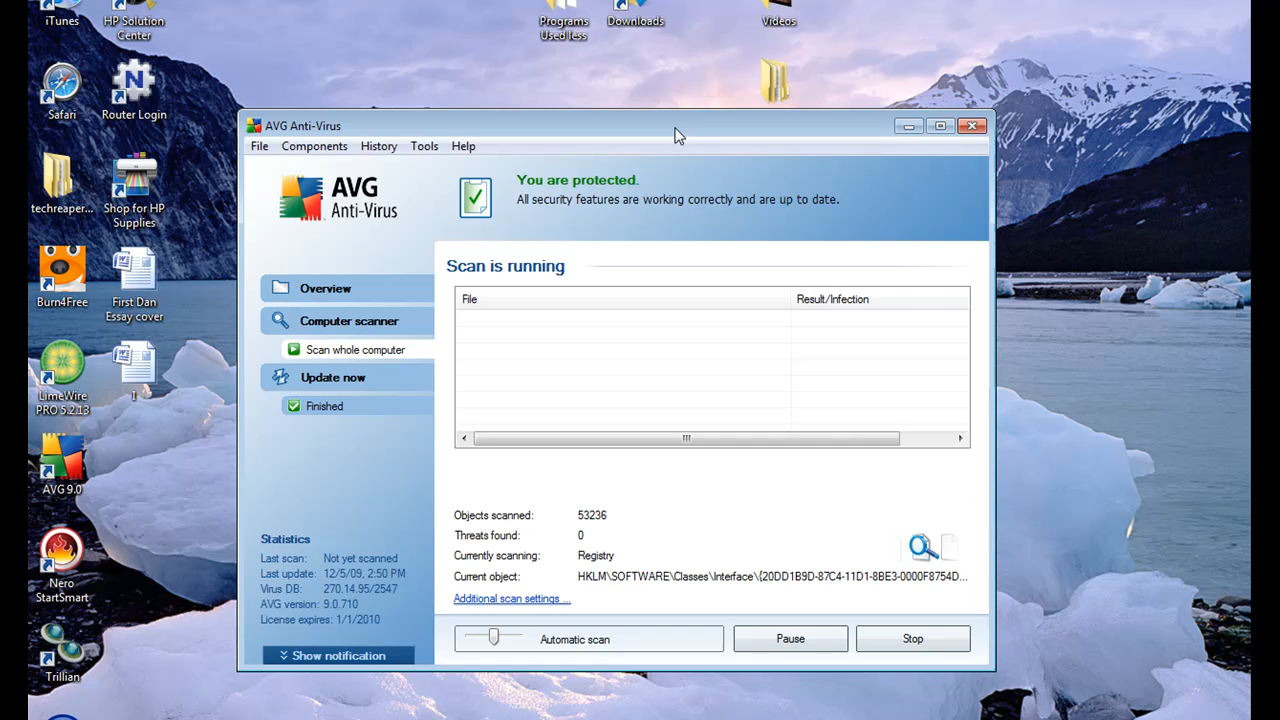 iTunes
HP Solution
Center
Programs
Used less
Downloads
Videos
Safari
Router Login
techreaper...
Shop for HP
Supplies
Burn4Free
First Dan
Essay cover
LimeWire
PRO 5.2.13
I
AVG 9.0
Nero
StartSmart
Trillian
AVG Anti-Virus
File Components History Tools Help
AVG
Anti-Virus
You are protected.
All security features are working correctly and are up to date.
Overview
Computer scanner
Scan whole computer
Update now
Finished
Statistics
Last scan: Not yet scanned
Last update: 12/5/09, 2:50 PM
Virus DB: 270.14.95/2547
AVG version: 9.0.710
License expires: 1/1/2010
Show notification
Scan is running
File Result/Infection
Objects scanned: 53236
Threats found: 0
Currently scanning: Registry
Current object: HKLM\SOFTWARE\Classes\Interface\{20DD1B9D-87C4-11D1-8BE3-0000F8754D...
Additional scan settings ...
Automatic scan Pause Stop